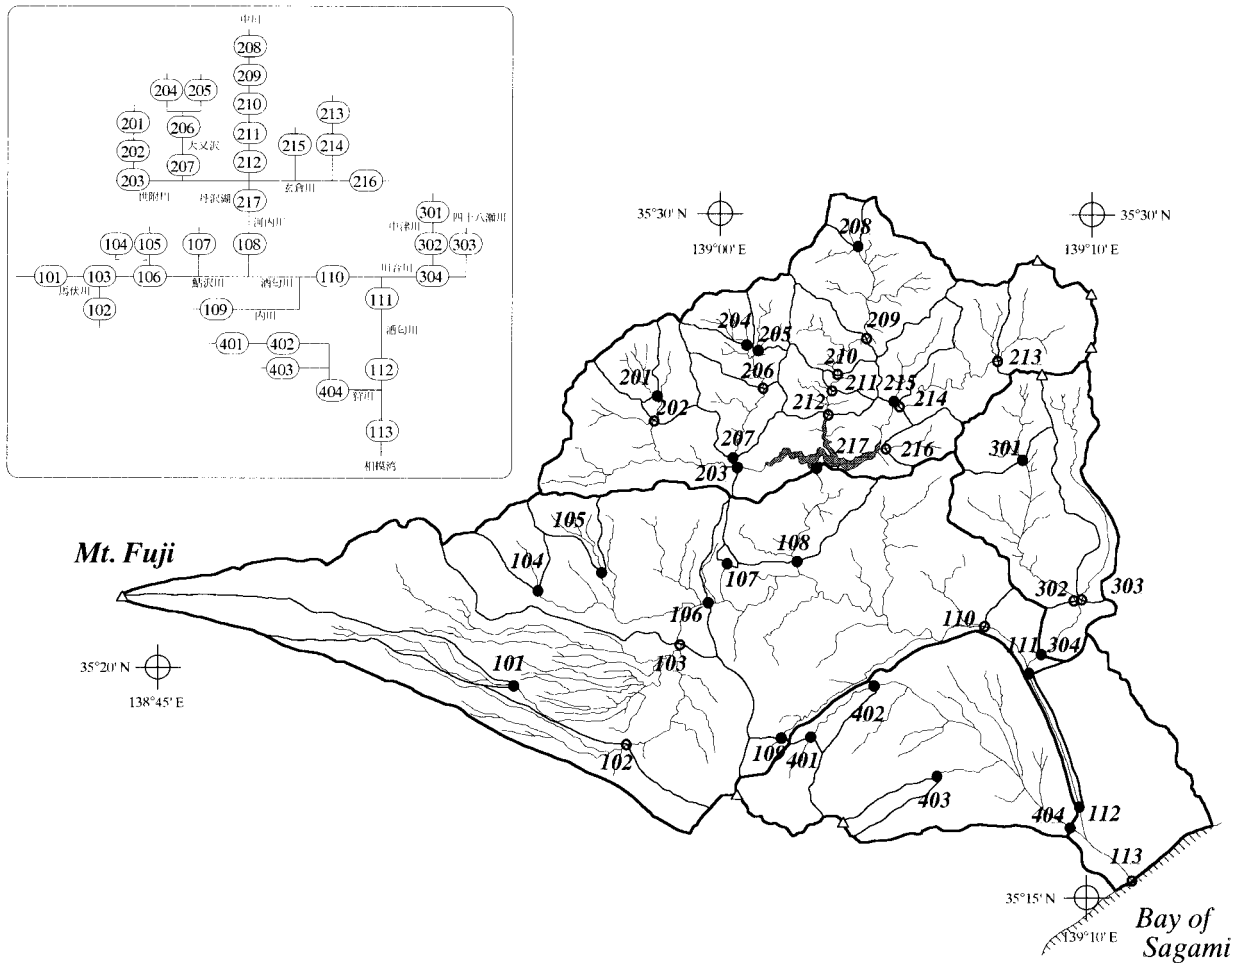 中川
208
209
204
205
210
213
201
206
211
215
214
202
大又沢
207
212
203
216
世附川
丹沢湖
217
玄倉川
河内川
301
四十八瀬川
中津川
104
105
107
108
302
303
101
103
106
110
304
馬伏川
鮎沢川
酒匂川
川音川
102
109
111
内川
酒匂川
401
402
403
112
404
狩川
113
相模湾
35°30' N
139°00' E
35°30' N
139°10' E
208
204
205
209
210
213
201
206
211
215
202
212
214
207
217
216
203
301
105
104
108
107
Mt. Fuji
106
302
303
110
103
111
304
35°20' N
138°45' E
101
402
109
401
102
403
404
112
113
35°15' N
139°10' E
Bay of
Sagami